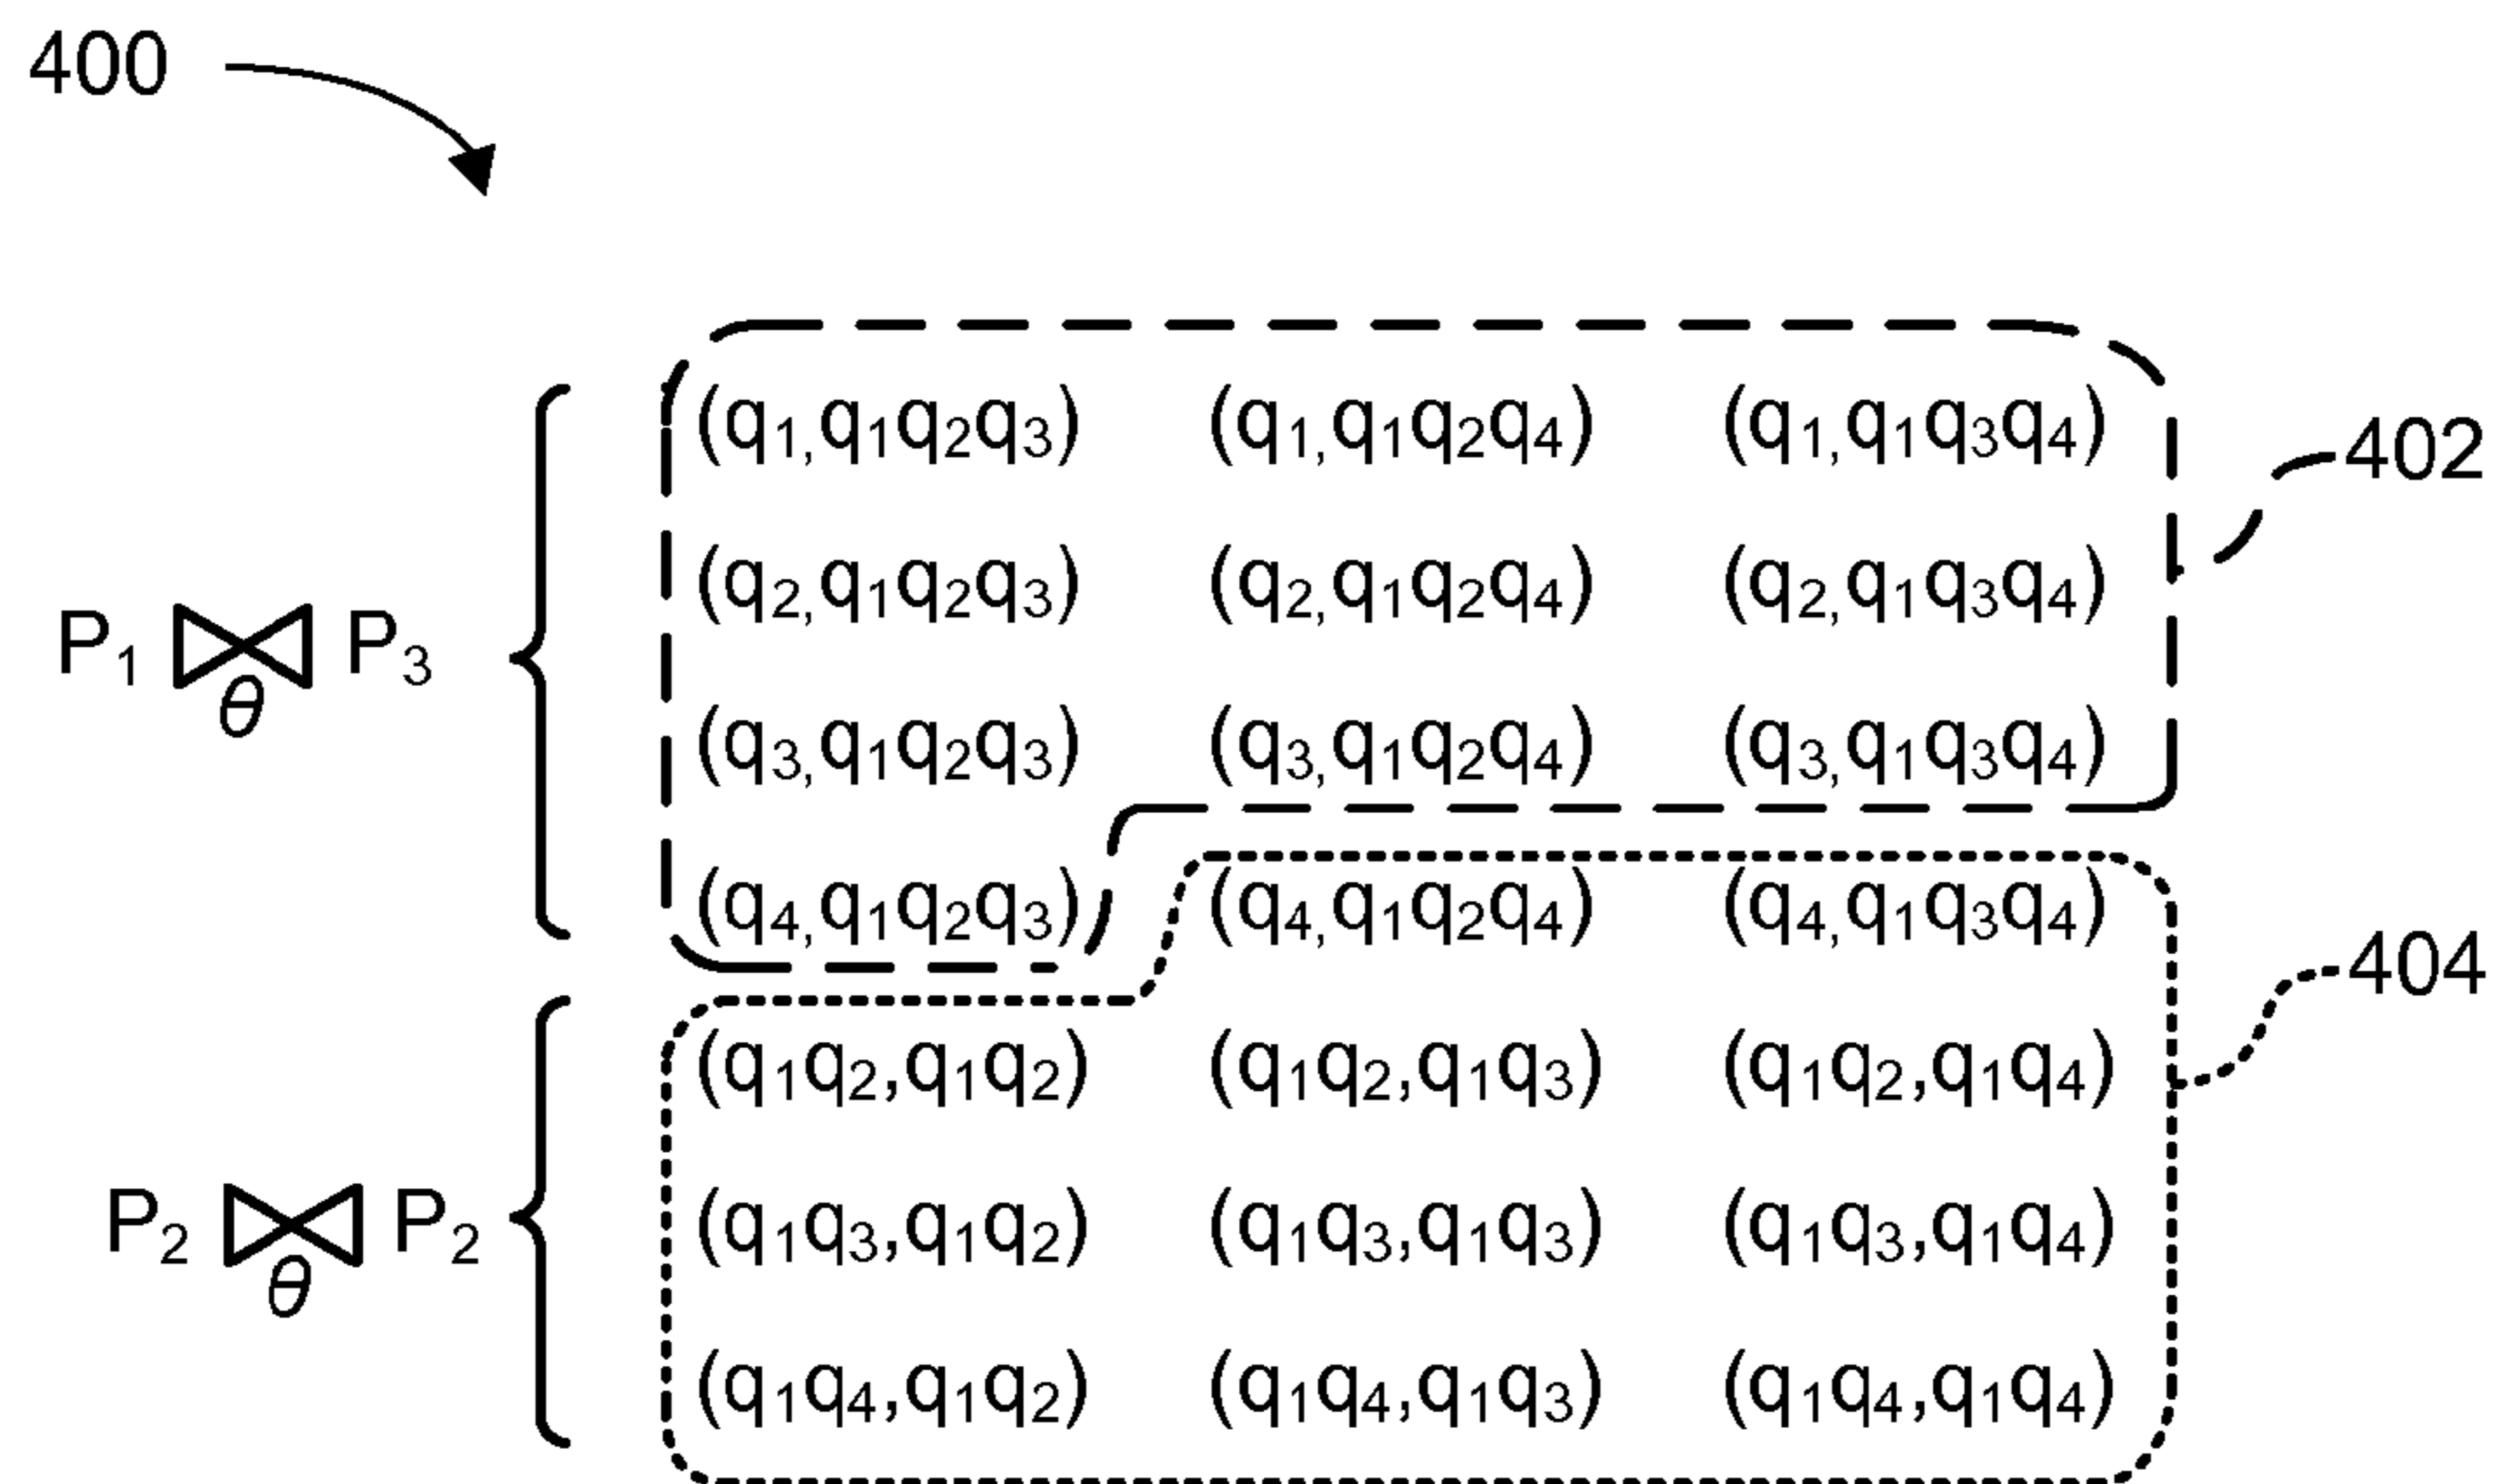 400
(q₁,q₁q₂q₃) (q₁,q₁q₂q₄) (q₁,q₁q₃q₄)
402
(q₂,q₁q₂q₃) (q₂,q₁q₂q₄) (q₂,q₁q₃q₄)
P₁ ⋈θ P₃
(q₃,q₁q₂q₃) (q₃,q₁q₂q₄) (q₃,q₁q₃q₄)
(q₄,q₁q₂q₃) (q₄,q₁q₂q₄) (q₄,q₁q₃q₄)
404
(q₁q₂,q₁q₂) (q₁q₂,q₁q₃) (q₁q₂,q₁q₄)
P₂ ⋈θ P₂
(q₁q₃,q₁q₂) (q₁q₃,q₁q₃) (q₁q₃,q₁q₄)
(q₁q₄,q₁q₂) (q₁q₄,q₁q₃) (q₁q₄,q₁q₄)